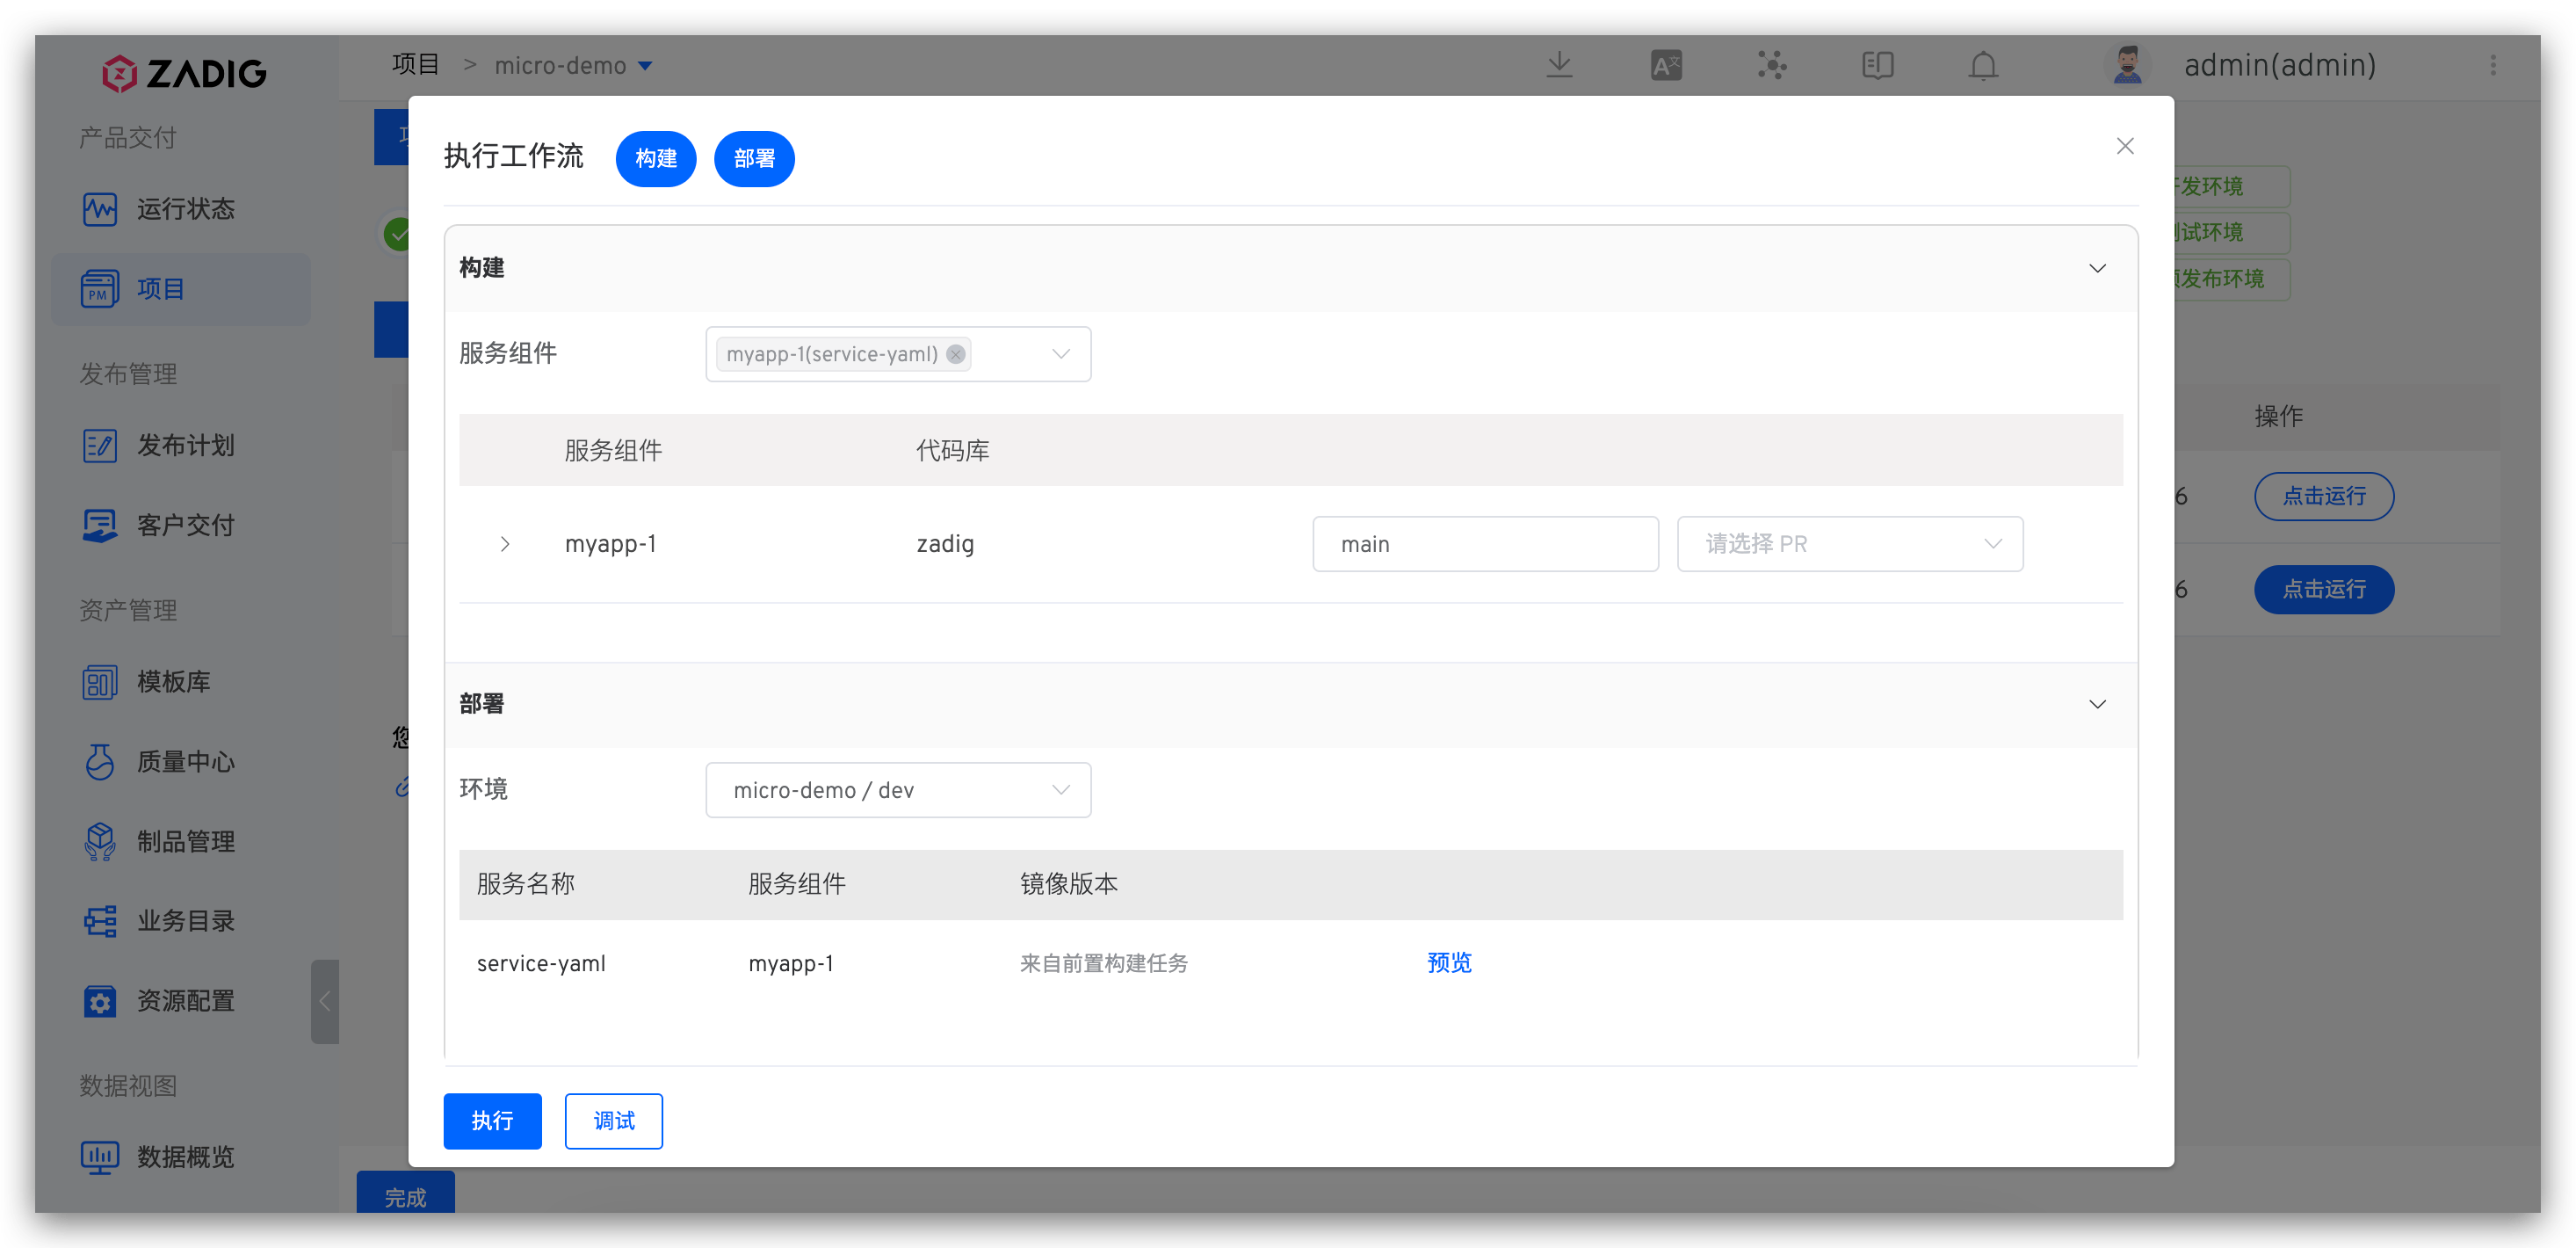 ZADIG
项目 > micro-demo
admin(admin)
产品交付
运行状态
PM
项目
发布管理
发布计划
客户交付
资产管理
模板库
质量中心
制品管理
业务目录
资源配置
数据视图
数据概览
执行工作流
构建
部署
构建
服务组件
myapp-1(service-yaml)
服务组件 代码库
myapp-1 zadig main 请选择 PR
部署
环境
micro-demo / dev
服务名称 服务组件 镜像版本
service-yaml myapp-1 来自前置构建任务 预览
执行
调试
发环境
试环境
发布环境
操作
6 点击运行
6 点击运行
您
完成